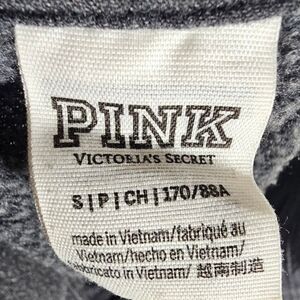 PINK
VICTORIA'S SECRET
S|P|CH|170/88A
made in Vietnam/fabriqué au
Vietnam/hecho en Vietnam/
fabbricato in Vietnam/ 越南制造